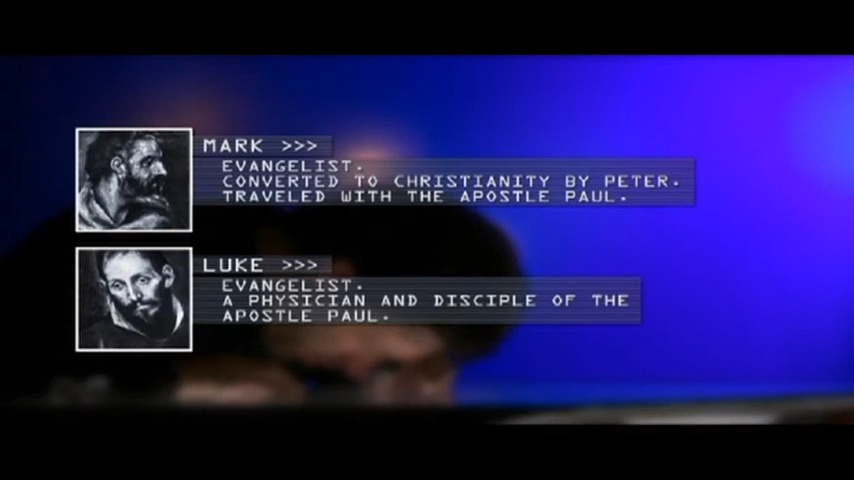 MARK >>>
EVANGELIST.
CONVERTED TO CHRISTIANITY BY PETER.
TRAVELED WITH THE APOSTLE PAUL.
LUKE >>>
EVANGELIST.
A PHYSICIAN AND DISCIPLE OF THE
APOSTLE PAUL.